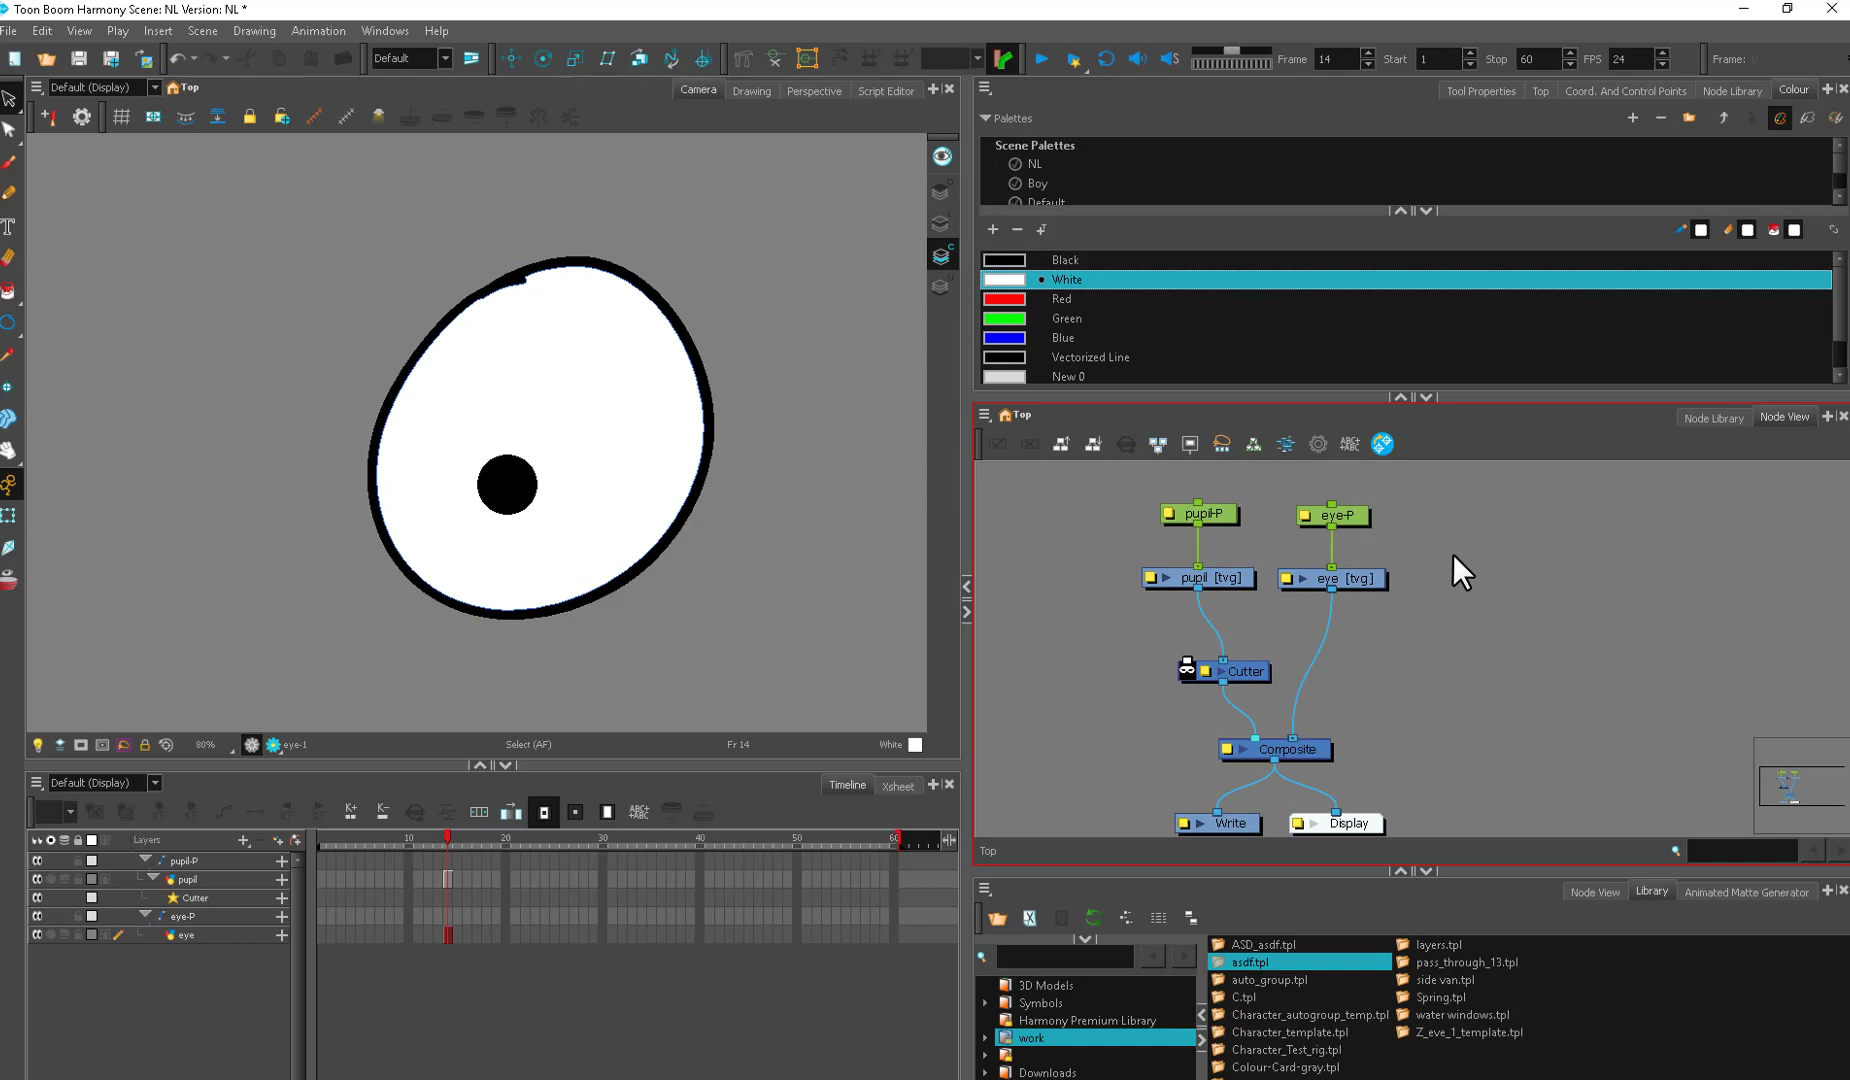 Toon Boom Harmony Scene: NL Version: NL *
File Edit View Play Insert Scene Drawing Animation Windows Help
Default
Frame 14 Start 1 Stop 60 FPS 24 Frame: 0
Default (Display) Top Camera Drawing Perspective Script Editor
Tool Properties Top Coord. And Control Points Node Library Colour
Palettes
Scene Palettes
NL
Boy
Default
Black
White
Red
Green
Blue
Vectorized Line
New 0
Top Node Library Node View
ABC+
ABC
pupil-P eye-P
pupil [tvg] eye [tvg]
Cutter
Composite
Write Display
Top
80% eye-1 Select (AF) Fr 14 White
Default (Display) Timeline Xsheet
K+ K- ABC+
ABC
Layers 10 20 30 40 50 60
pupil-P
pupil
Cutter
eye-P
eye
Node View Library Animated Matte Generator
3D Models
Symbols
Harmony Premium Library
work
Downloads
ASD_asdf.tpl
asdf.tpl
auto_group.tpl
C.tpl
Character_autogroup_temp.tpl
Character_template.tpl
Character_Test_rig.tpl
Colour-Card-gray.tpl
layers.tpl
pass_through_13.tpl
side van.tpl
Spring.tpl
water windows.tpl
Z_eve_1_template.tpl